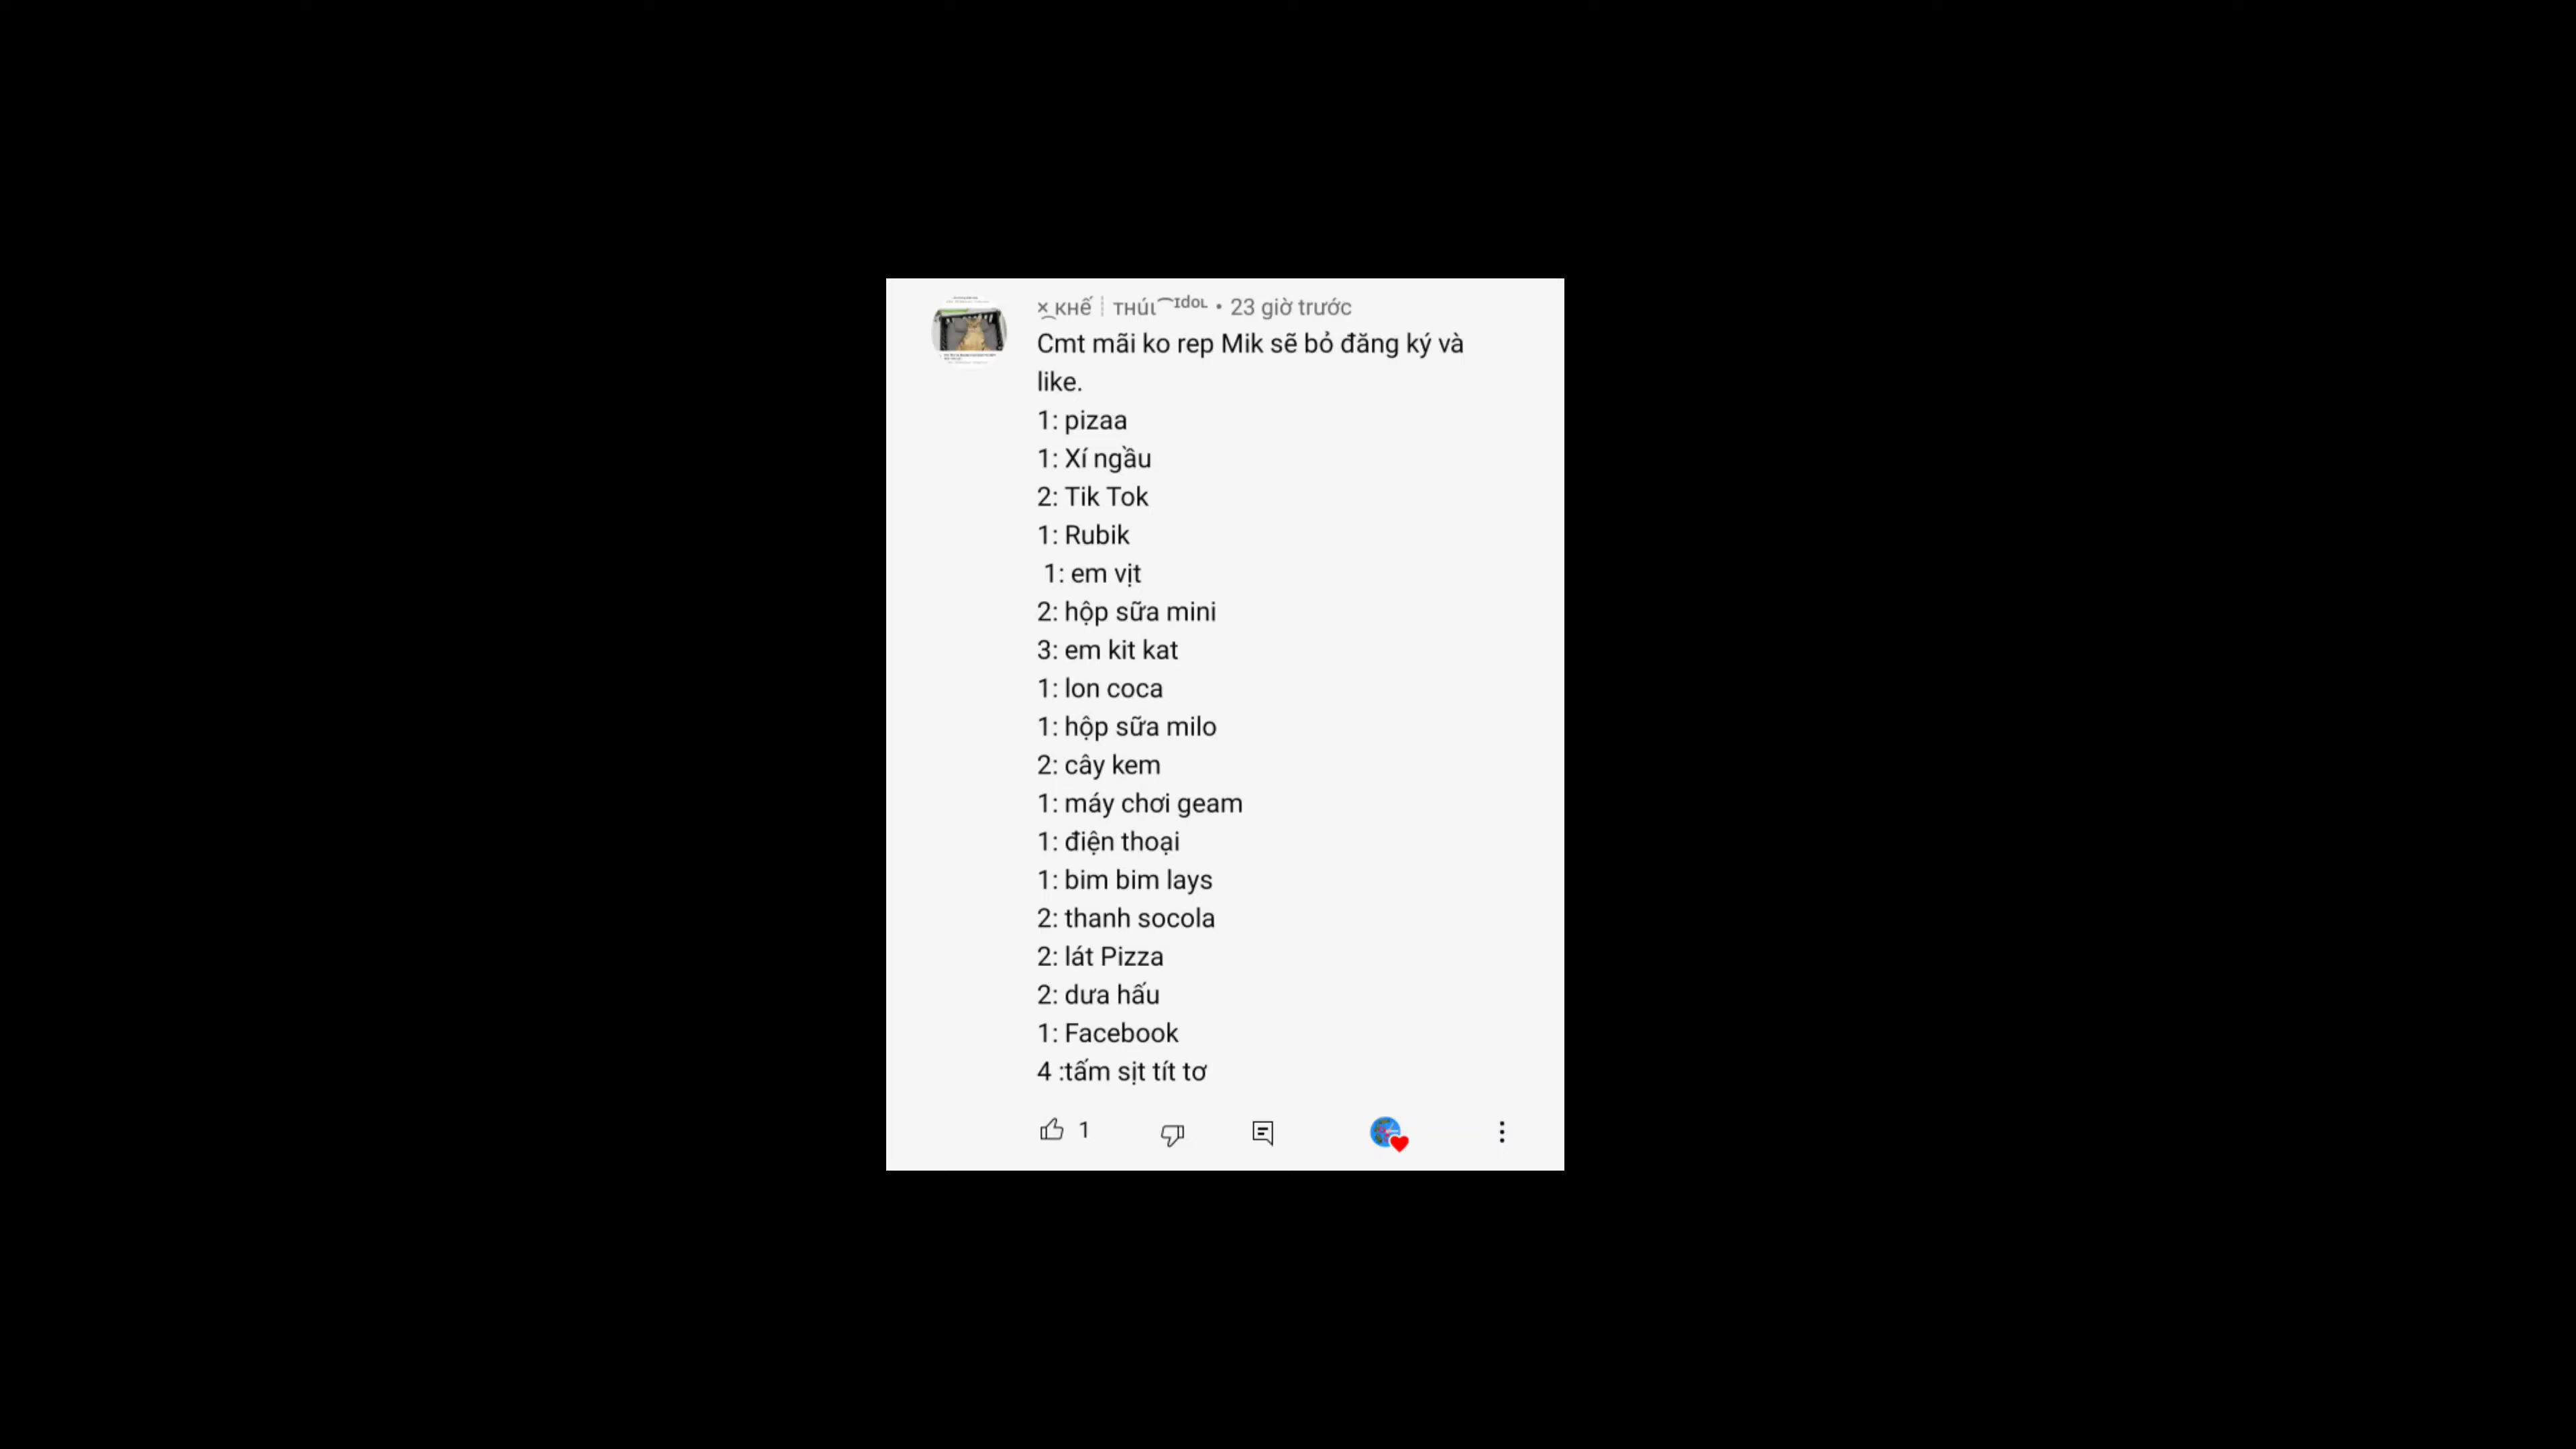 ×͜ кнế┊тнúι⁀ᴵᵈᵒᴸ • 23 giờ trước
Cmt mãi ko rep Mik sẽ bỏ đăng ký và
like.
1: pizaa
1: Xí ngầu
2: Tik Tok
1: Rubik
1: em vịt
2: hộp sữa mini
3: em kit kat
1: lon coca
1: hộp sữa milo
2: cây kem
1: máy chơi geam
1: điện thoại
1: bim bim lays
2: thanh socola
2: lát Pizza
2: dưa hấu
1: Facebook
4 :tấm sịt tít tơ
1